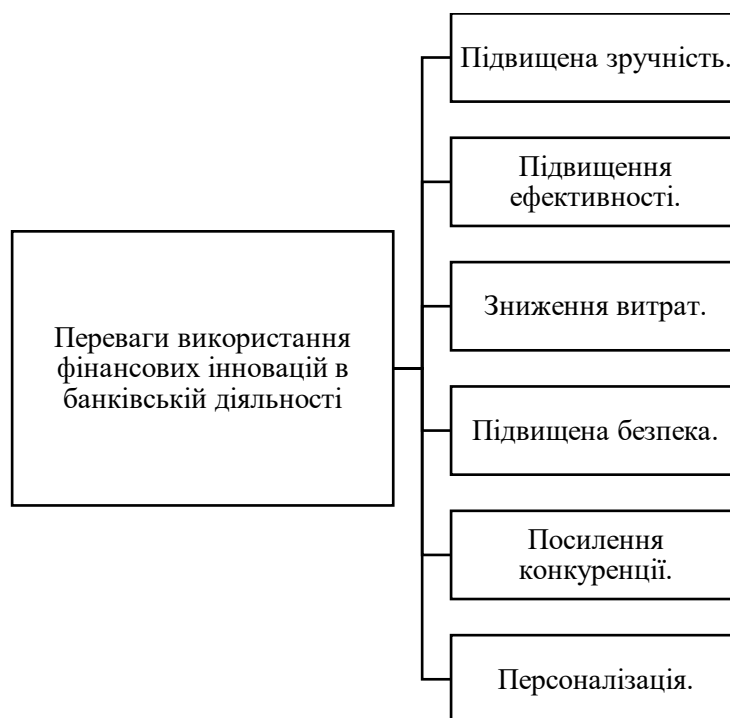 Переваги використання
фінансових інновацій в
банківській діяльності
Підвищена зручність.
Підвищення
ефективності.
Зниження витрат.
Підвищена безпека.
Посилення
конкуренції.
Персоналізація.